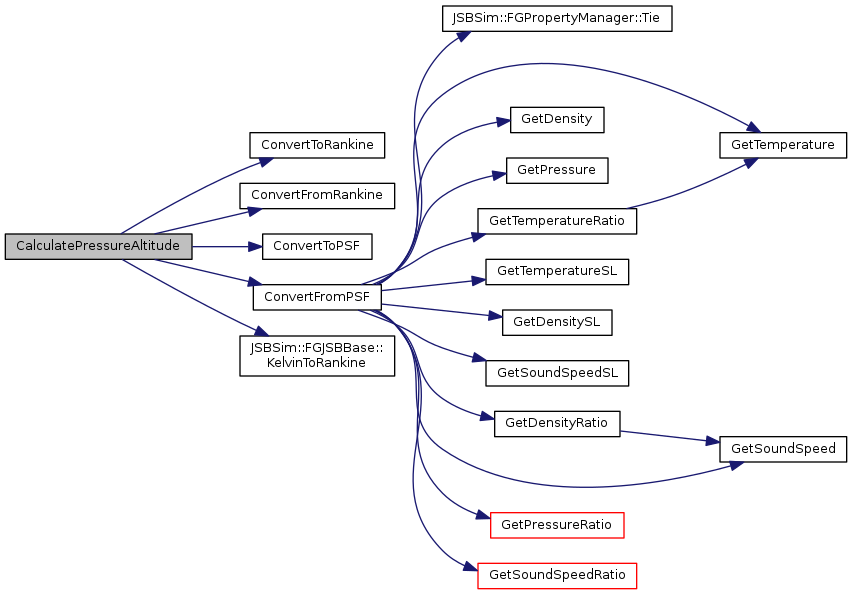 JSBSim::FGPropertyManager::Tie
GetDensity
GetTemperature
ConvertToRankine
GetPressure
ConvertFromRankine
GetTemperatureRatio
CalculatePressureAltitude
ConvertToPSF
GetTemperatureSL
ConvertFromPSF
GetDensitySL
JSBSim::FGJSBBase::
KelvinToRankine
GetSoundSpeedSL
GetDensityRatio
GetSoundSpeed
GetPressureRatio
GetSoundSpeedRatio